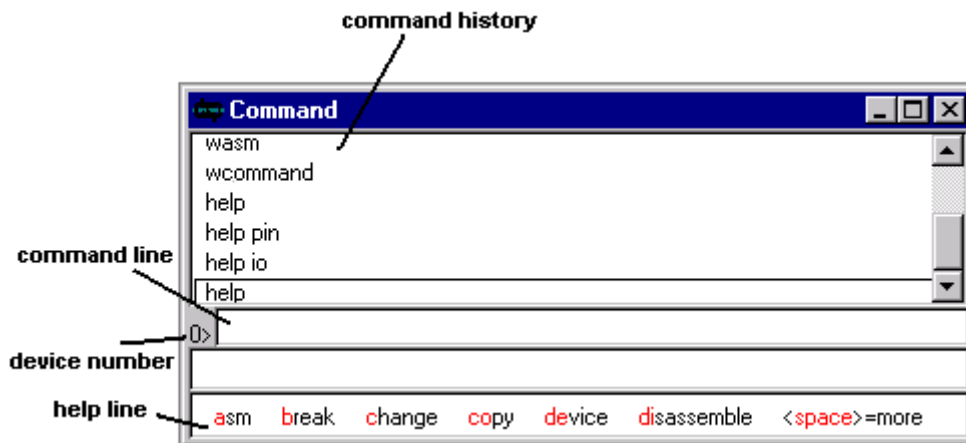 command history
Command
wasm
wcommand
help
help pin
help io
command line
help
0>
device number
help line
asm break change copy device disassemble <space>=more